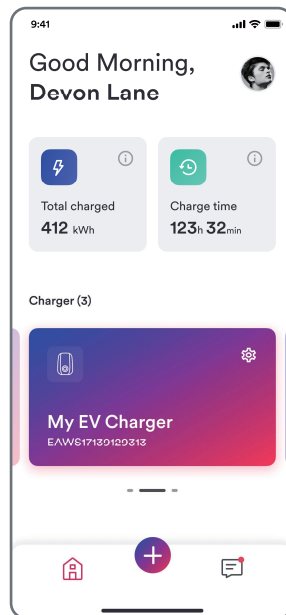 9:41
Good Morning,
Devon Lane
Total charged
412 kWh
Charge time
123h 32min
Charger (3)
My EV Charger
EAWS17139129313